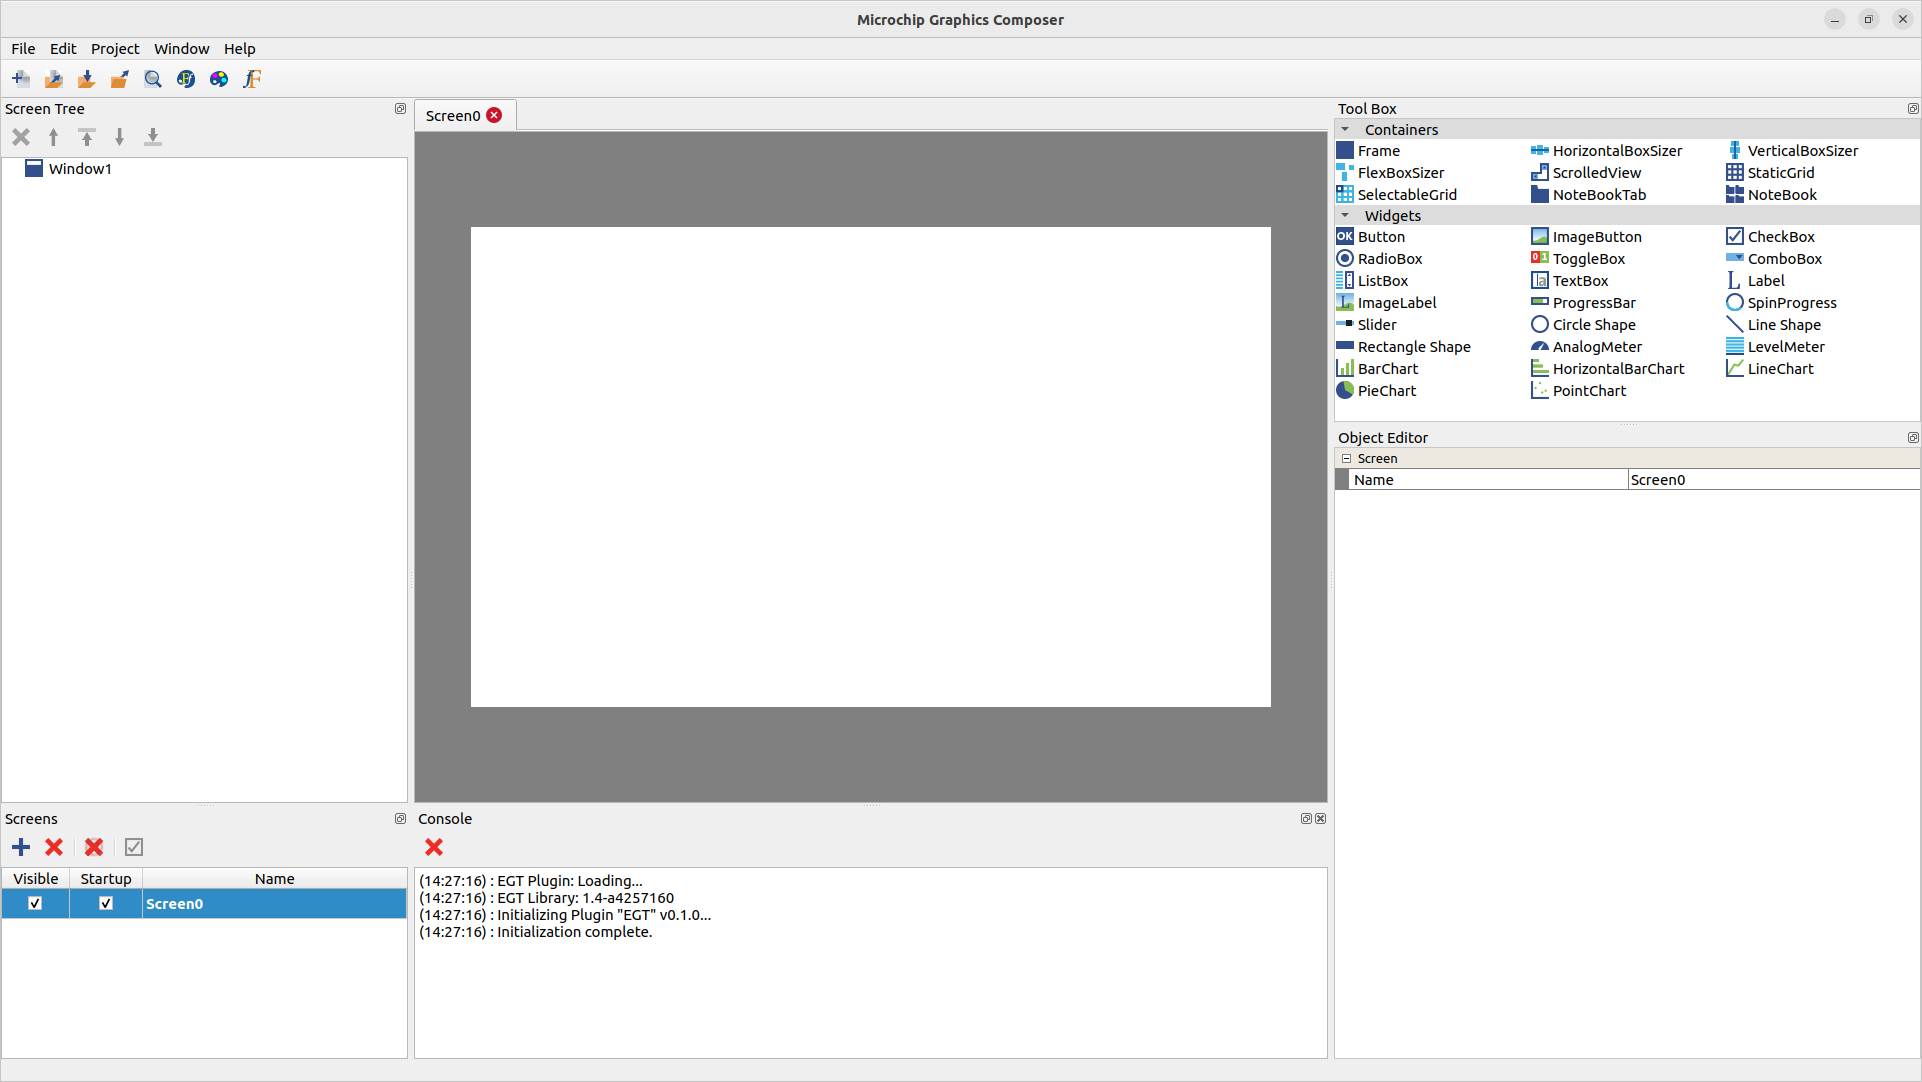 Microchip Graphics Composer
File Edit Project Window Help
Screen Tree
Window1
Screen0
Tool Box
Containers
Frame HorizontalBoxSizer VerticalBoxSizer
FlexBoxSizer ScrolledView StaticGrid
SelectableGrid NoteBookTab NoteBook
Widgets
OK Button ImageButton CheckBox
RadioBox 0 1 ToggleBox ComboBox
ListBox TextBox Label
ImageLabel ProgressBar SpinProgress
Slider Circle Shape Line Shape
Rectangle Shape AnalogMeter LevelMeter
BarChart HorizontalBarChart LineChart
PieChart PointChart
Object Editor
Screen
Name Screen0
Screens
Visible Startup Name
Screen0
Console
(14:27:16) : EGT Plugin: Loading...
(14:27:16) : EGT Library: 1.4-a4257160
(14:27:16) : Initializing Plugin "EGT" v0.1.0...
(14:27:16) : Initialization complete.